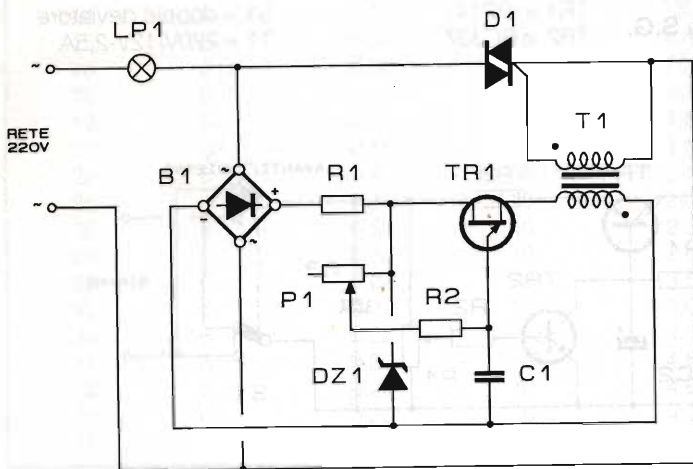 LP1
D1
S.G.
RETE
220V
~
~
B1
~
+
-
~
R1
TR1
T1
P1
R2
DZ1
C1